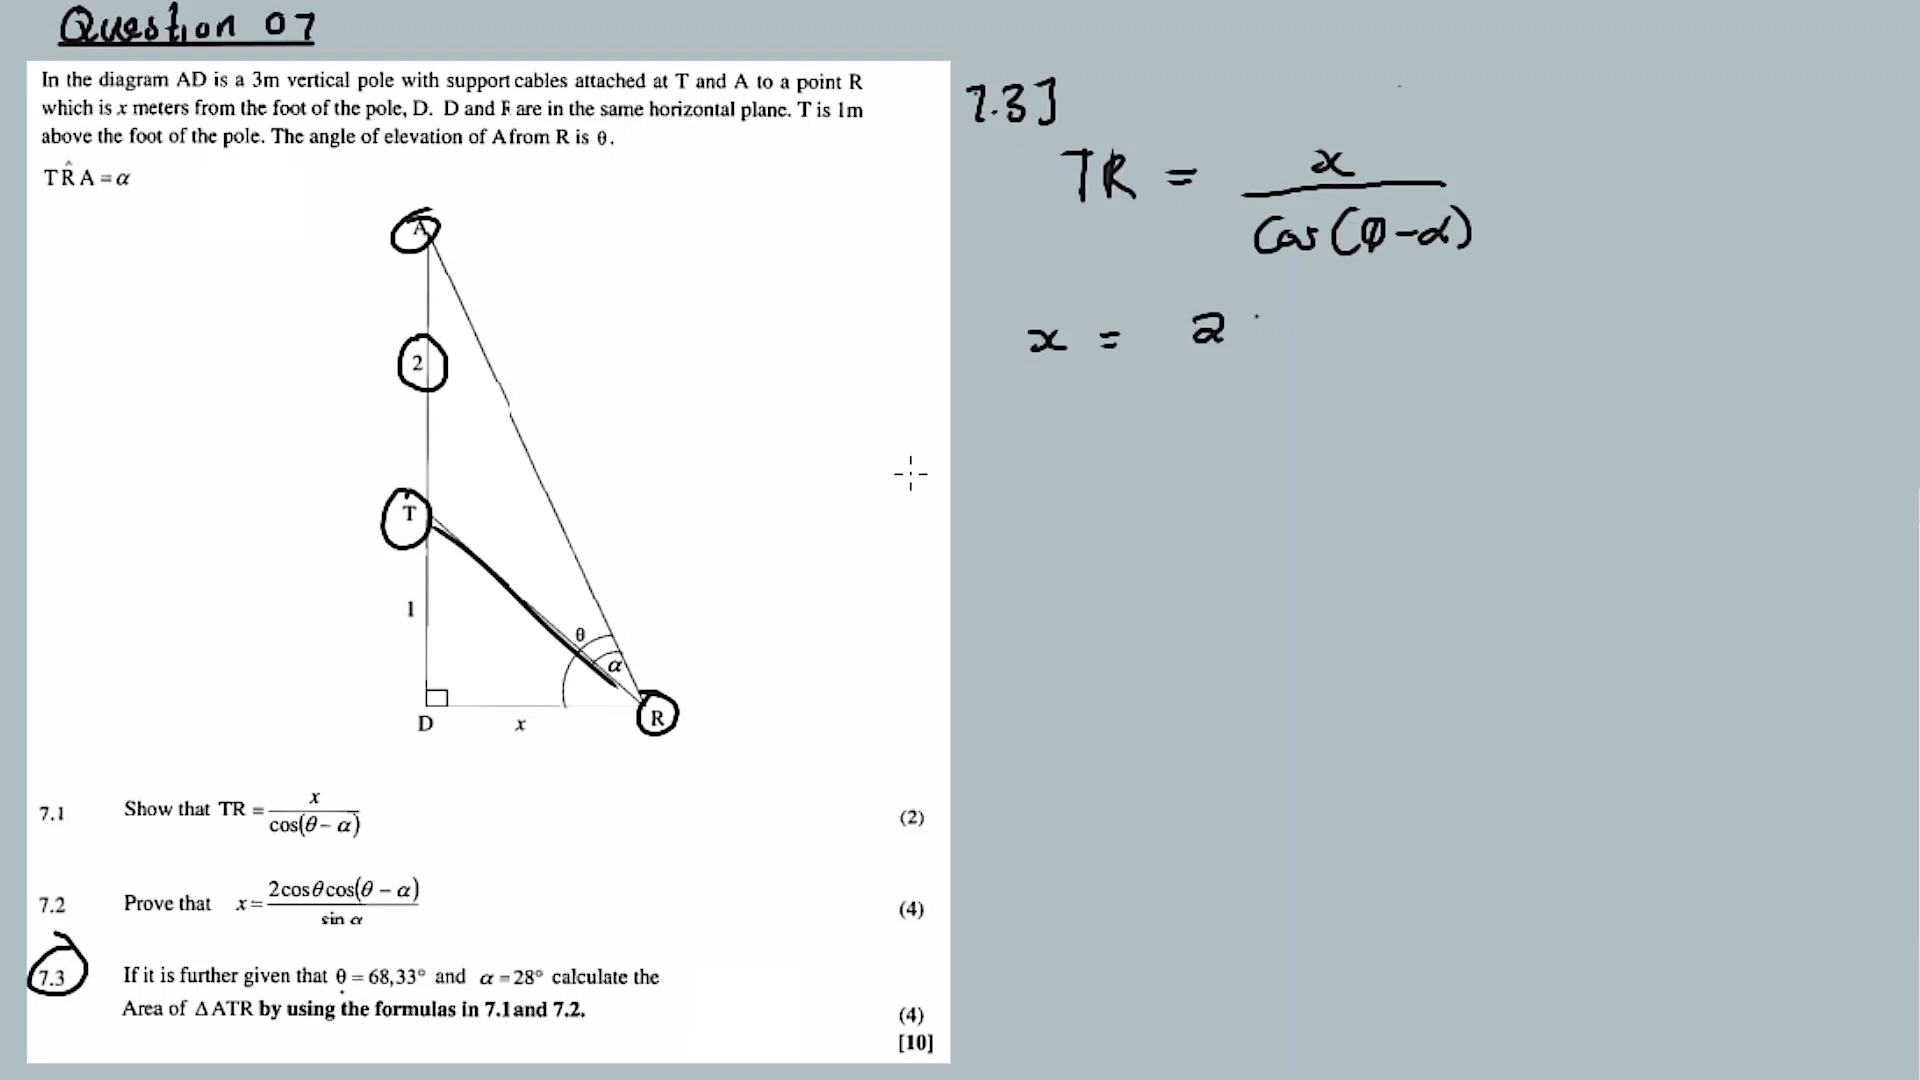 Question 07
In the diagram AD is a 3m vertical pole with support cables attached at T and A to a point R
which is x meters from the foot of the pole, D. D and R are in the same horizontal plane. T is 1m
above the foot of the pole. The angle of elevation of A from R is θ.
TR̂A = α
A
2
T
1
θ
α
D
x
R
7.1 Show that TR = x / cos(θ − α) (2)
7.2 Prove that x = 2cosθcos(θ − α) / sin α (4)
7.3 If it is further given that θ = 68,33° and α = 28° calculate the
Area of ΔATR by using the formulas in 7.1 and 7.2. (4)
[10]
7.3]
TR = x / Cos(θ-α)
x = 2